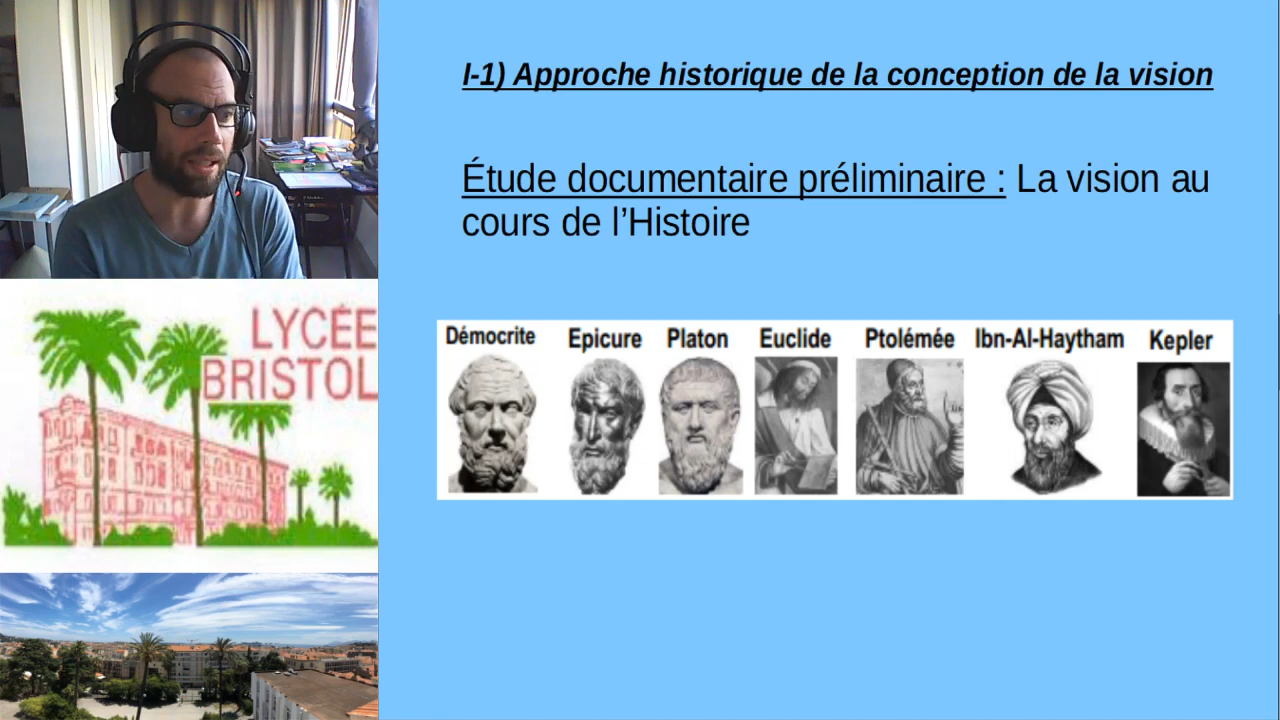 I-1) Approche historique de la conception de la vision
Étude documentaire préliminaire : La vision au
cours de l’Histoire
Démocrite Epicure Platon Euclide Ptolémée Ibn-Al-Haytham Kepler
LYCÉE
BRISTOL